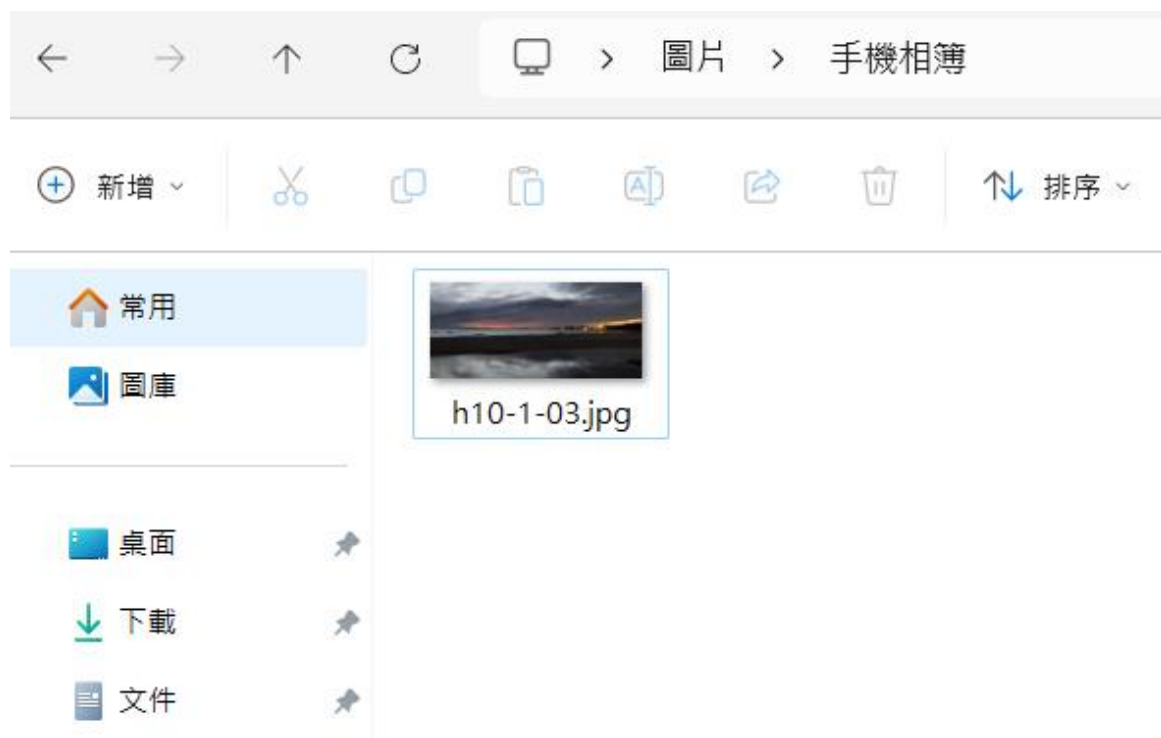 圖片 > 手機相簿
新增
排序
常用
圖庫
h10-1-03.jpg
桌面
下載
文件